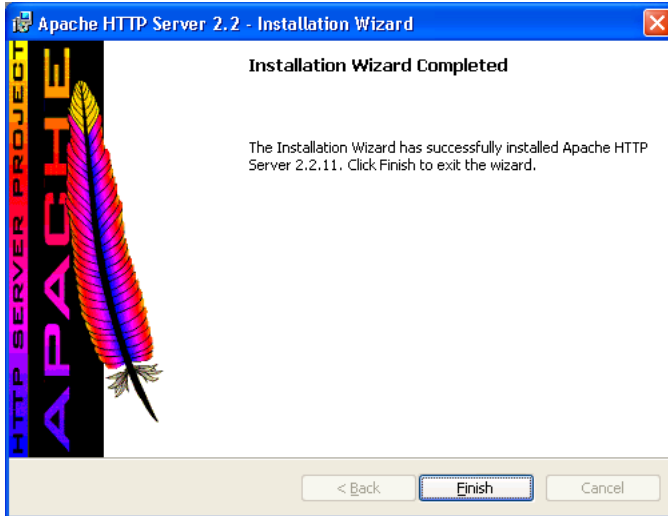 Apache HTTP Server 2.2 - Installation Wizard
HTTP SERVER PROJECT
APACHE
Installation Wizard Completed
The Installation Wizard has successfully installed Apache HTTP
Server 2.2.11. Click Finish to exit the wizard.
< Back
Finish
Cancel